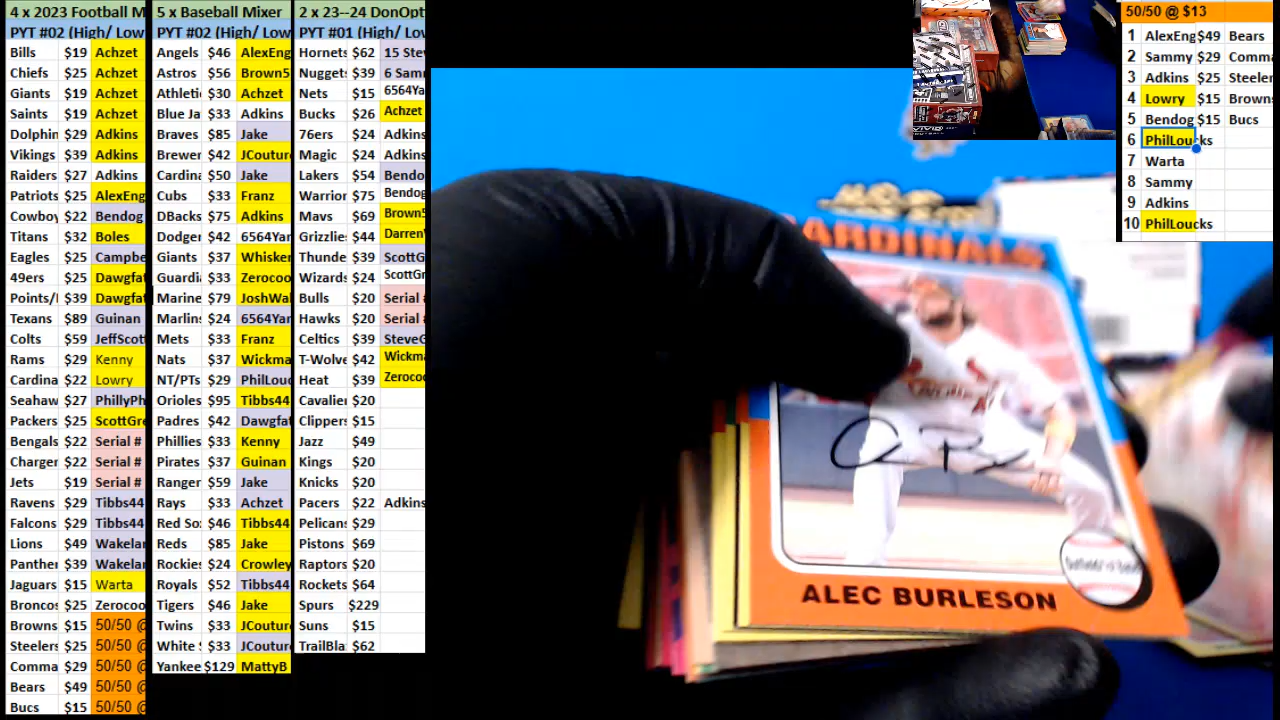 4 x 2023 Football M
PYT #02 (High/ Low
Bills $19 Achzet
Chiefs $25 Achzet
Giants $19 Achzet
Saints $19 Achzet
Dolphin $29 Adkins
Vikings $39 Adkins
Raiders $27 Adkins
Patriots $25 AlexEng
Cowboy $22 Bendog
Titans $32 Boles
Eagles $25 Campbe
49ers $25 Dawgfat
Points/ $39 Dawgfat
Texans $89 Guinan
Colts $59 JeffScott
Rams $29 Kenny
Cardina $22 Lowry
Seahaw $27 PhillyPh
Packers $25 ScottGre
Bengals $22 Serial #
Charger $22 Serial #
Jets $19 Serial #
Ravens $29 Tibbs44
Falcons $29 Tibbs44
Lions $49 Wakelan
Panther $39 Wakelan
Jaguars $15 Warta
Broncos $25 Zerocoo
Browns $15 50/50 @
Steelers $25 50/50 @
Comma $29 50/50 @
Bears $49 50/50 @
Bucs $15 50/50 @
5 x Baseball Mixer
PYT #02 (High/ Low
Angels $46 AlexEng
Astros $56 Brown5
Athleti $30 Achzet
Blue Ja $33 Adkins
Braves $85 Jake
Brewer $42 JCouture
Cardina $50 Jake
Cubs $33 Franz
DBacks $75 Adkins
Dodger $42 6564Yar
Giants $37 Whisker
Guardi $33 Zerocoo
Marine $79 JoshWal
Marlins $24 6564Yar
Mets $33 Franz
Nats $37 Wickma
NT/PTs $29 PhilLouc
Orioles $95 Tibbs44
Padres $42 Dawgfat
Phillies $33 Kenny
Pirates $37 Guinan
Ranger $59 Jake
Rays $33 Achzet
Red So $46 Tibbs44
Reds $85 Jake
Rockies $24 Crowley
Royals $52 Tibbs44
Tigers $46 Jake
Twins $33 JCouture
White S $33 JCouture
Yankee $129 MattyB
2 x 23--24 DonOpt
PYT #01 (High/ Lov
Hornets $62 15 Stev
Nuggets $39 6 Samm
Nets $15 6564Ya
Bucks $26 Achzet
76ers $24 Adkins
Magic $24 Adkins
Lakers $54 Bendo
Warrior $75 Bendog
Mavs $69 Brown5
Grizzlie $44 Darren
Thunde $39 ScottG
Wizards $24 ScottGr
Bulls $20 Serial #
Hawks $20 Serial #
Celtics $39 SteveG
T-Wolve $42 Wickma
Heat $39 Zerocoo
Cavalier $20
Clippers $15
Jazz $49
Kings $20
Knicks $20
Pacers $22 Adkins
Pelicans $29
Pistons $69
Raptors $20
Rockets $64
Spurs $229
Suns $15
TrailBla $62
50/50 @ $13
1 AlexEng $49 Bears
2 Sammy $29 Comma
3 Adkins $25 Steeler
4 Lowry $15 Brown
5 Bendog $15 Bucs
6 PhilLoucks
7 Warta
8 Sammy
9 Adkins
10 PhilLoucks
CARDINALS
ALEC BURLESON